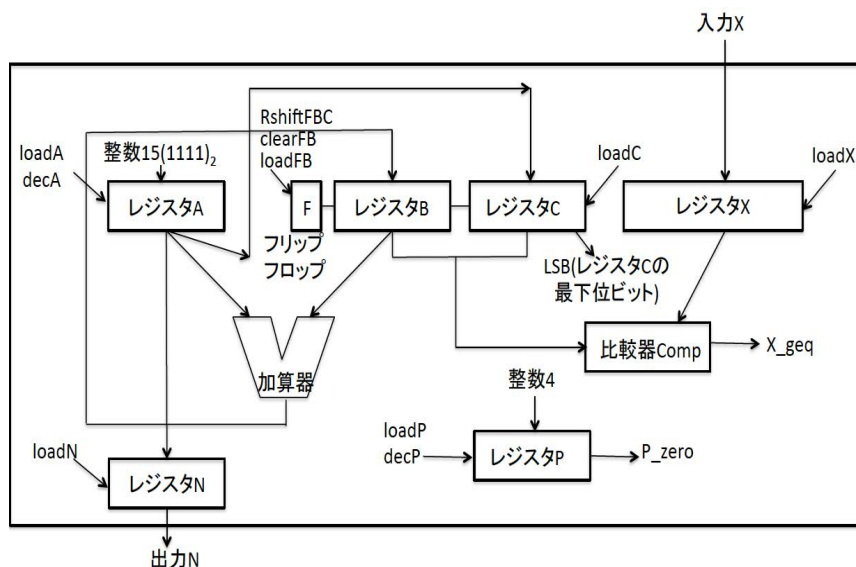 入力X
RshiftFBC
clearFB
loadFB
loadA
decA
整数15(1111)₂
loadC
loadX
レジスタA
F
レジスタB
レジスタC
レジスタX
フリップ
フロップ
LSB(レジスタCの
最下位ビット)
加算器
比較器Comp
X_geq
整数4
loadP
decP
レジスタP
P_zero
loadN
レジスタN
出力N